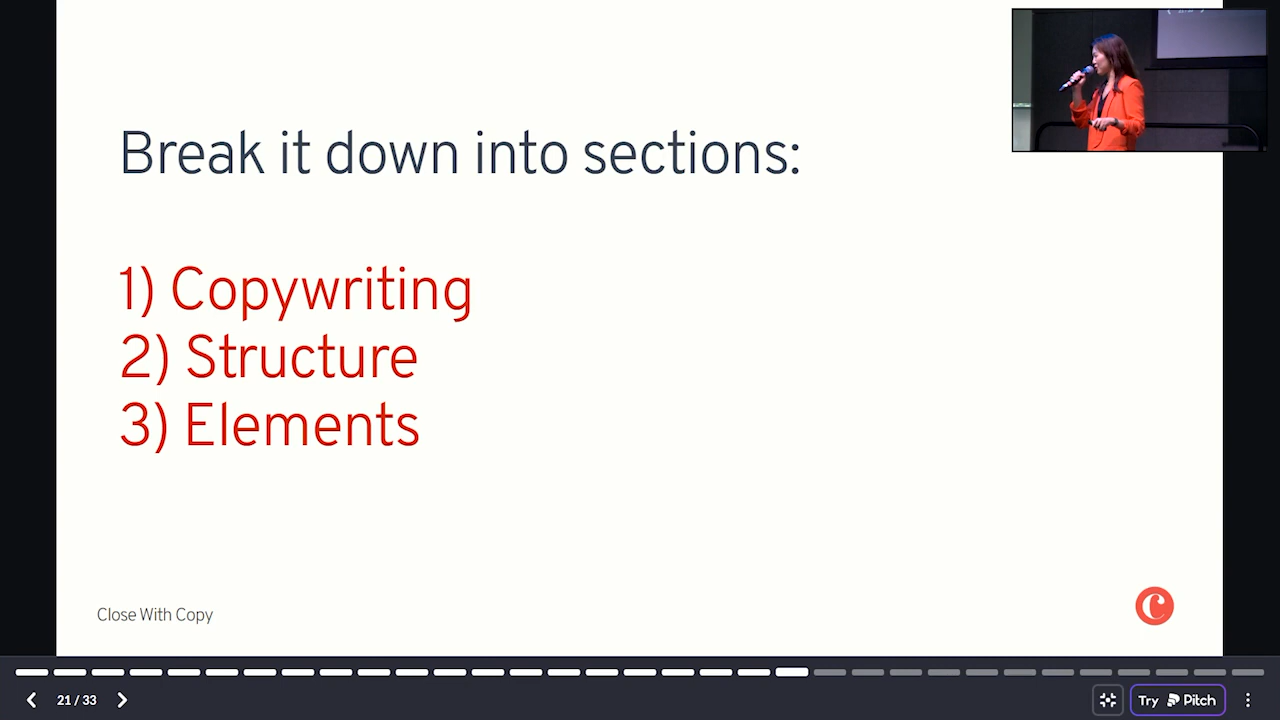 Break it down into sections:
1) Copywriting
2) Structure
3) Elements
Close With Copy
C
21 / 33
Try Pitch